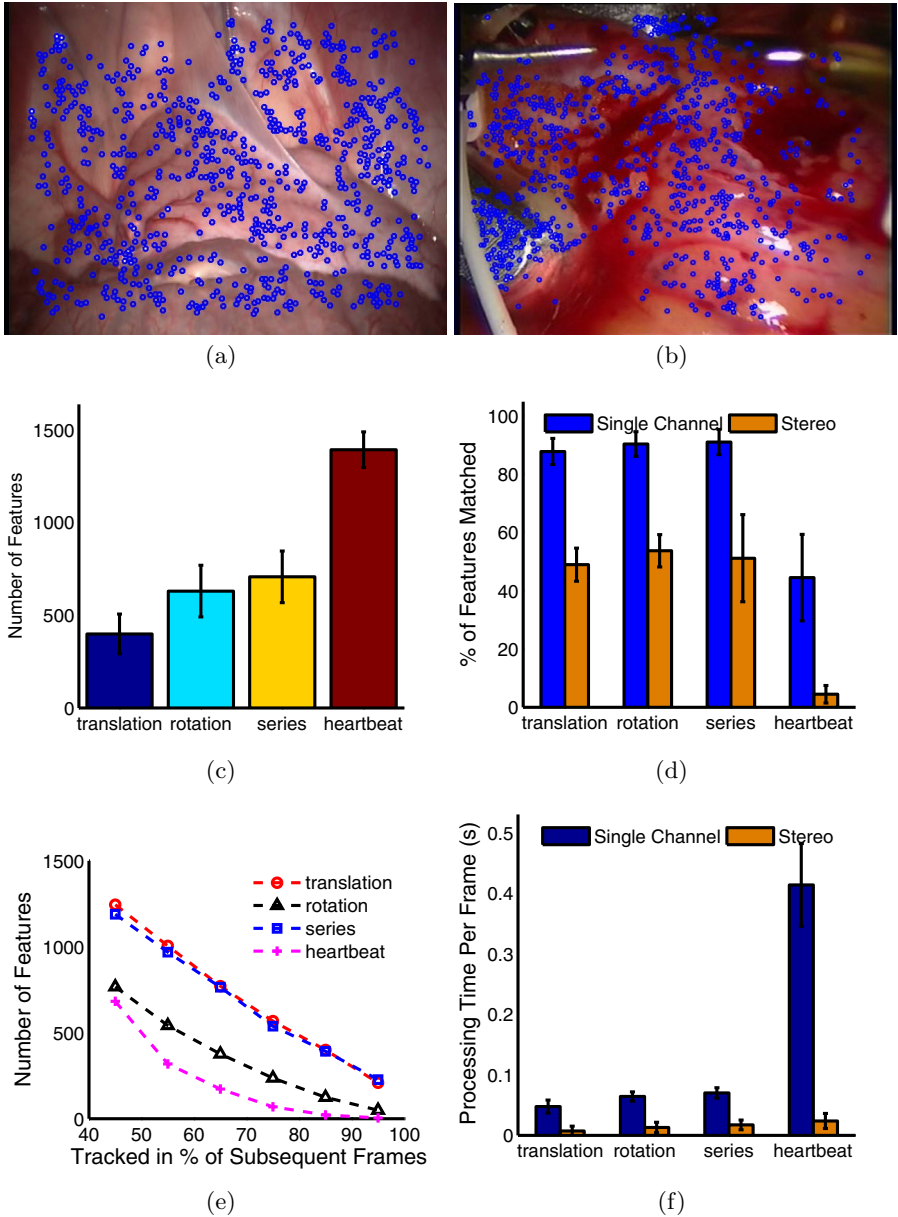 (a)
(b)
Number of Features
1500
1000
500
0
translation rotation series heartbeat
(c)
% of Features Matched
100
80
60
40
20
0
Single Channel Stereo
translation rotation series heartbeat
(d)
Number of Features
1500
1000
500
0
translation
rotation
series
heartbeat
40 50 60 70 80 90 100
Tracked in % of Subsequent Frames
(e)
Processing Time Per Frame (s)
0.5
0.4
0.3
0.2
0.1
0
Single Channel Stereo
translation rotation series heartbeat
(f)